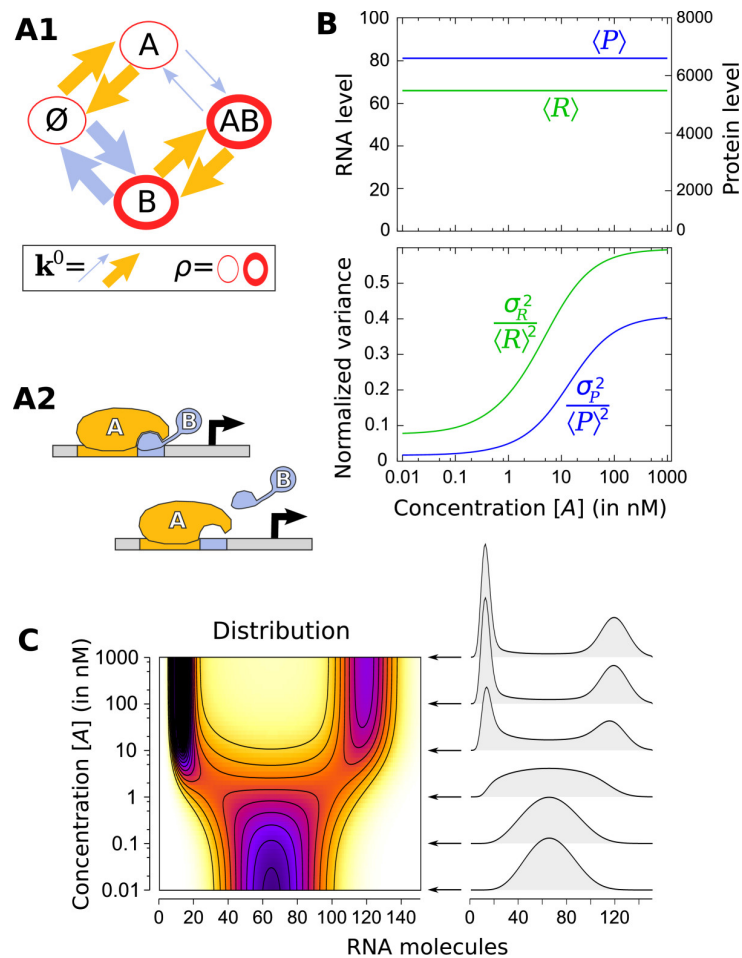 A1
A
Ø
AB
B
k⁰= ρ=
A2
A
B
A
B
B
100
80
60
40
20
0
RNA level
⟨P⟩
⟨R⟩
8000
6000
4000
2000
0
Protein level
0.5
0.4
0.3
0.2
0.1
0
Normalized variance
σ²_R / ⟨R⟩²
σ²_P / ⟨P⟩²
0.01 0.1 1 10 100 1000
Concentration [A] (in nM)
C
Distribution
1000
100
10
1
0.1
0.01
Concentration [A] (in nM)
0 20 40 60 80 100 120 140
0 40 80 120
RNA molecules